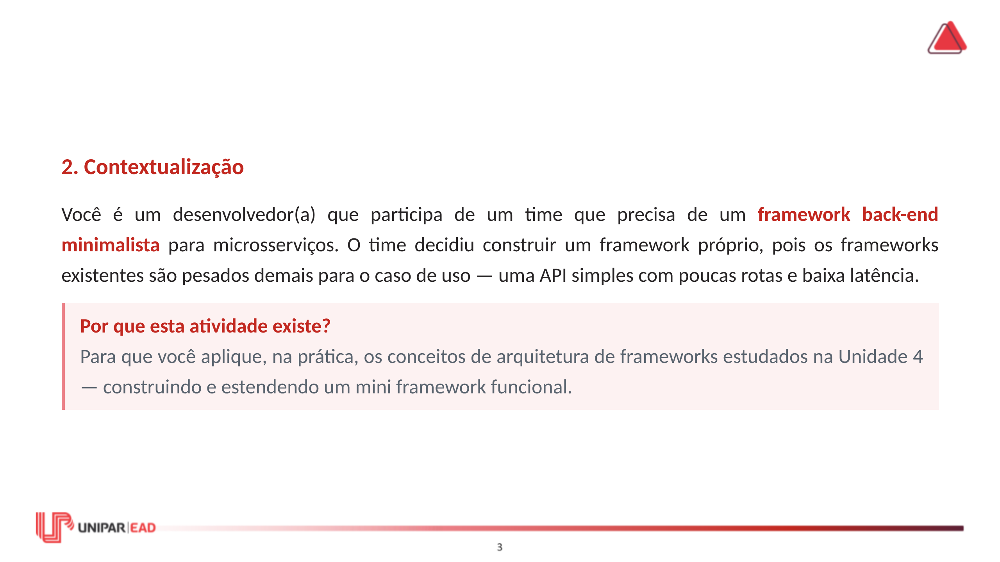 2. Contextualização
Você é um desenvolvedor(a) que participa de um time que precisa de um framework back-end
minimalista para microsserviços. O time decidiu construir um framework próprio, pois os frameworks
existentes são pesados demais para o caso de uso — uma API simples com poucas rotas e baixa latência.
Por que esta atividade existe?
Para que você aplique, na prática, os conceitos de arquitetura de frameworks estudados na Unidade 4
— construindo e estendendo um mini framework funcional.
UNIPAR|EAD
3